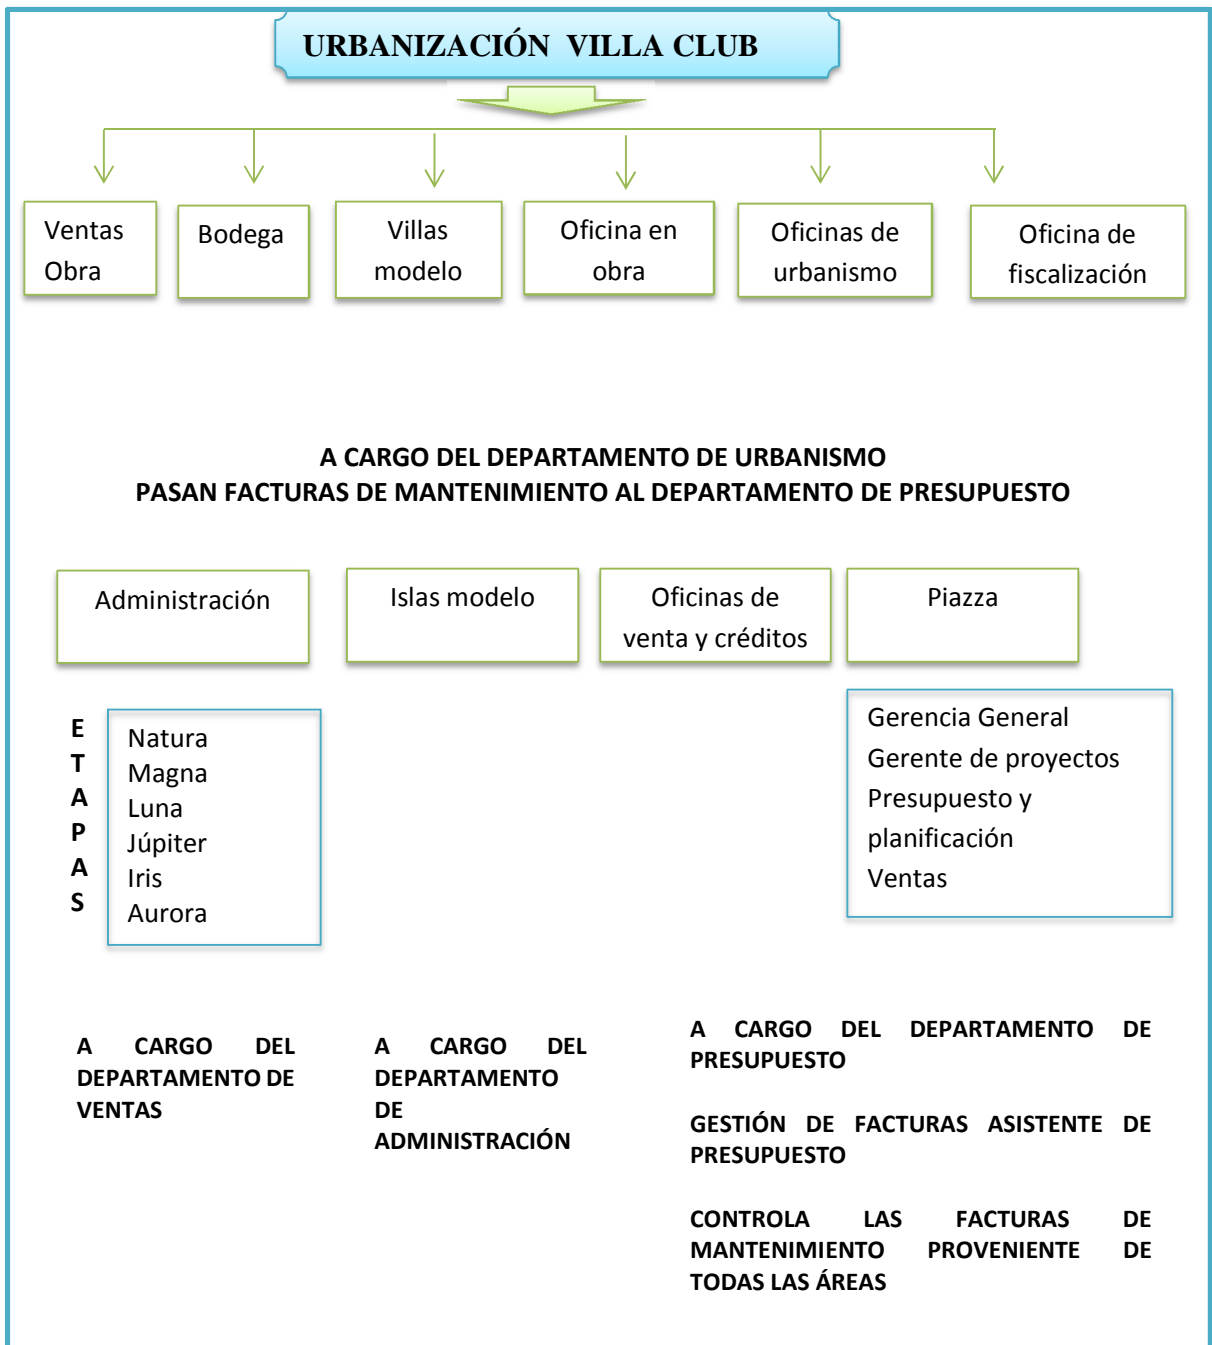 URBANIZACIÓN VILLA CLUB
Ventas
Obra
Bodega
Villas
modelo
Oficina en
obra
Oficinas de
urbanismo
Oficina de
fiscalización
A CARGO DEL DEPARTAMENTO DE URBANISMO
PASAN FACTURAS DE MANTENIMIENTO AL DEPARTAMENTO DE PRESUPUESTO
Administración
Islas modelo
Oficinas de
venta y créditos
Piazza
E
T
A
P
A
S
Natura
Magna
Luna
Júpiter
Iris
Aurora
Gerencia General
Gerente de proyectos
Presupuesto y
planificación
Ventas
A CARGO DEL
DEPARTAMENTO DE
VENTAS
A CARGO DEL
DEPARTAMENTO
DE
ADMINISTRACIÓN
A CARGO DEL DEPARTAMENTO DE
PRESUPUESTO
GESTIÓN DE FACTURAS ASISTENTE DE
PRESUPUESTO
CONTROLA LAS FACTURAS DE
MANTENIMIENTO PROVENIENTE DE
TODAS LAS ÁREAS